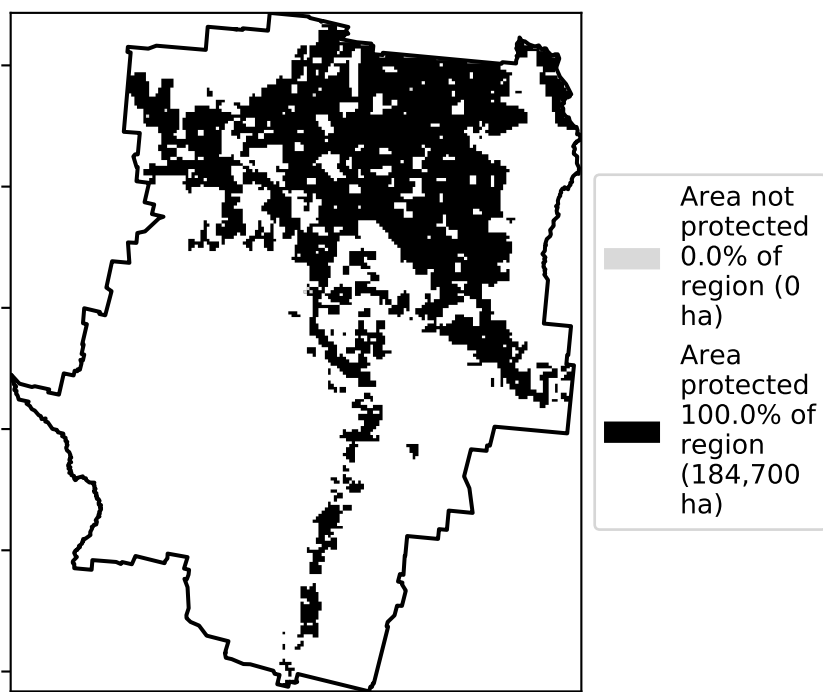 Area not
protected
0.0% of
region (0
ha)
Area
protected
100.0% of
region
(184,700
ha)